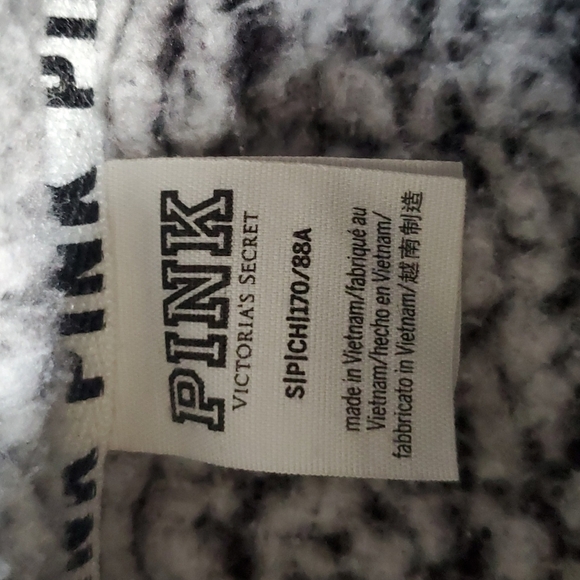 PINK
VICTORIA'S SECRET
S|P|CH|170/88A
made in Vietnam/fabriqué au
Vietnam/hecho en Vietnam/
fabbricato in Vietnam/越南制造
PINK
PINK